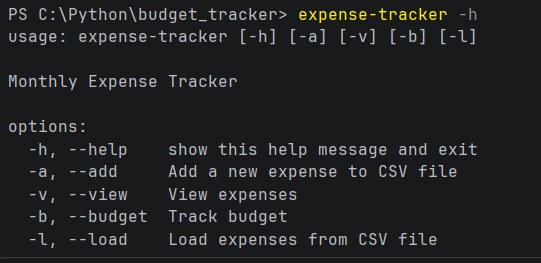 PS C:\Python\budget_tracker> expense-tracker -h
usage: expense-tracker [-h] [-a] [-v] [-b] [-l]
Monthly Expense Tracker
options:
-h, --help    show this help message and exit
-a, --add     Add a new expense to CSV file
-v, --view    View expenses
-b, --budget  Track budget
-l, --load    Load expenses from CSV file